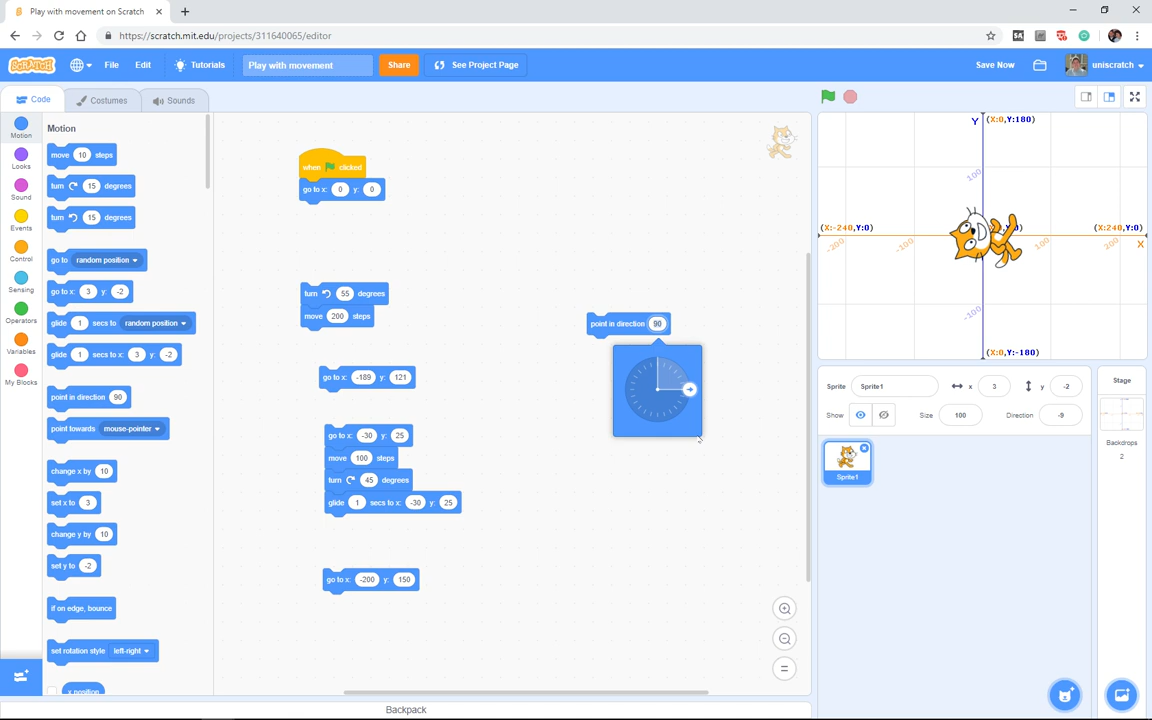 Play with movement on Scratch
https://scratch.mit.edu/projects/311640065/editor
SCRATCH File Edit Tutorials Play with movement Share See Project Page Save Now uniscratch
Code Costumes Sounds
Motion
Looks
Sound
Events
Control
Sensing
Operators
Variables
My Blocks
Motion
move 10 steps
turn 15 degrees
turn 15 degrees
go to random position
go to x: 3 y: -2
glide 1 secs to random position
glide 1 secs to x: 3 y: -2
point in direction 90
point towards mouse-pointer
change x by 10
set x to 3
change y by 10
set y to -2
if on edge, bounce
set rotation style left-right
x position
when clicked
go to x: 0 y: 0
turn 55 degrees
move 200 steps
go to x: -189 y: 121
go to x: -30 y: 25
move 100 steps
turn 45 degrees
glide 1 secs to x: -30 y: 25
go to x: -200 y: 150
point in direction 90
Backpack
Y (X:0,Y:180)
100
(X:-240,Y:0) (X:240,Y:0)
-200 -100 100 200 X
-100
(X:0,Y:-180)
Sprite Sprite1 x 3 y -2
Show Size 100 Direction -9
Sprite1
Stage
Backdrops
2